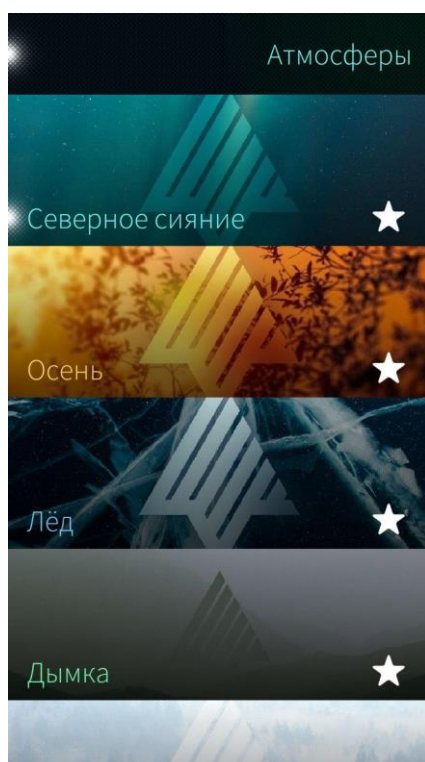 Атмосферы
Северное сияние
Осень
Лёд
Дымка